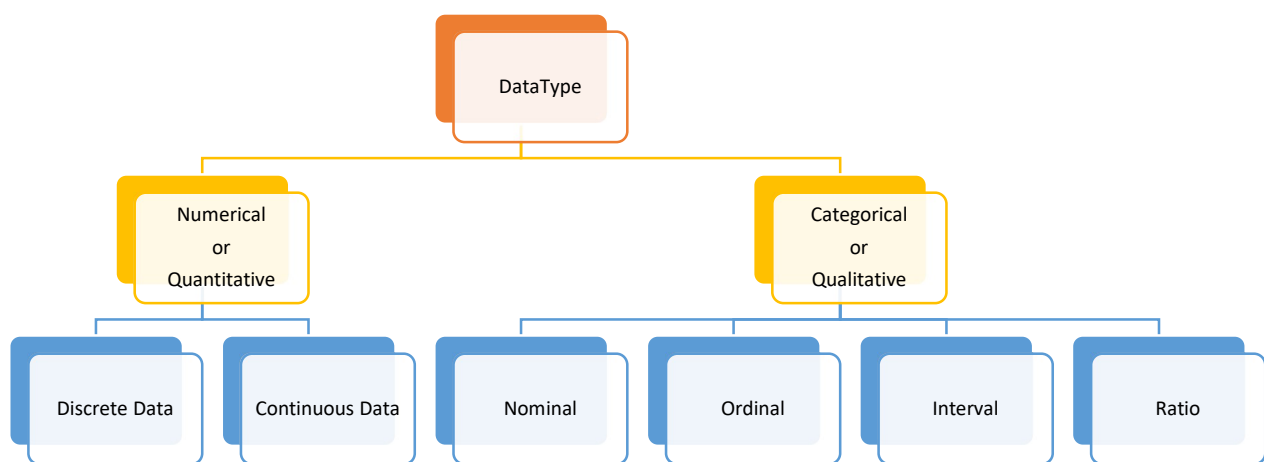 DataType
Numerical
or
Quantitative
Categorical
or
Qualitative
Discrete Data
Continuous Data
Nominal
Ordinal
Interval
Ratio